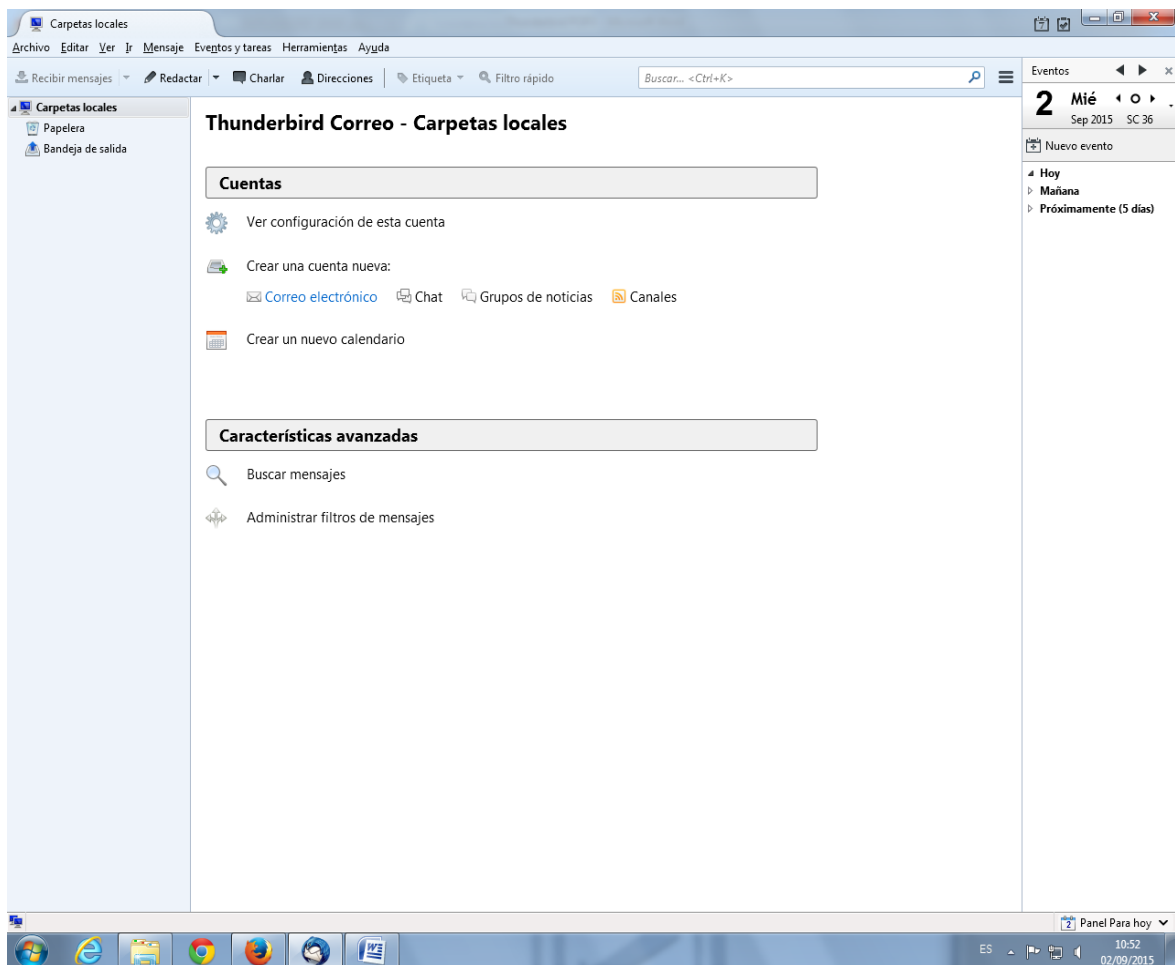 Carpetas locales
Archivo Editar Ver Ir Mensaje Eventos y tareas Herramientas Ayuda
Recibir mensajes Redactar Charlar Direcciones Etiqueta Filtro rápido Buscar... <Ctrl+K>
Carpetas locales
Papelera
Bandeja de salida
Thunderbird Correo - Carpetas locales
Cuentas
Ver configuración de esta cuenta
Crear una cuenta nueva:
Correo electrónico Chat Grupos de noticias Canales
Crear un nuevo calendario
Características avanzadas
Buscar mensajes
Administrar filtros de mensajes
Eventos
2 Mié
Sep 2015 SC 36
Nuevo evento
Hoy
Mañana
Próximamente (5 días)
2 Panel Para hoy
ES 10:52
02/09/2015